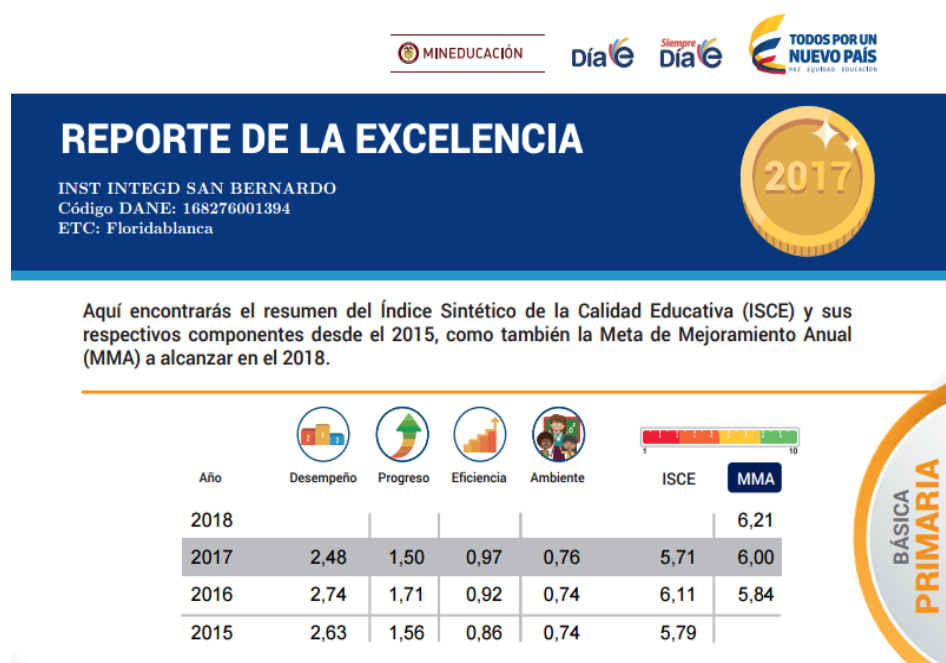 MINEDUCACIÓN
Día e
Siempre
Día e
TODOS POR UN
NUEVO PAÍS
PAZ EQUIDAD EDUCACIÓN
REPORTE DE LA EXCELENCIA
INST INTEGD SAN BERNARDO
Código DANE: 168276001394
ETC: Floridablanca
2017
Aquí encontrarás el resumen del Índice Sintético de la Calidad Educativa (ISCE) y sus
respectivos componentes desde el 2015, como también la Meta de Mejoramiento Anual
(MMA) a alcanzar en el 2018.
2 1 3
1 10
Año Desempeño Progreso Eficiencia Ambiente ISCE MMA
2018 6,21
2017 2,48 1,50 0,97 0,76 5,71 6,00
2016 2,74 1,71 0,92 0,74 6,11 5,84
2015 2,63 1,56 0,86 0,74 5,79
BÁSICA
PRIMARIA